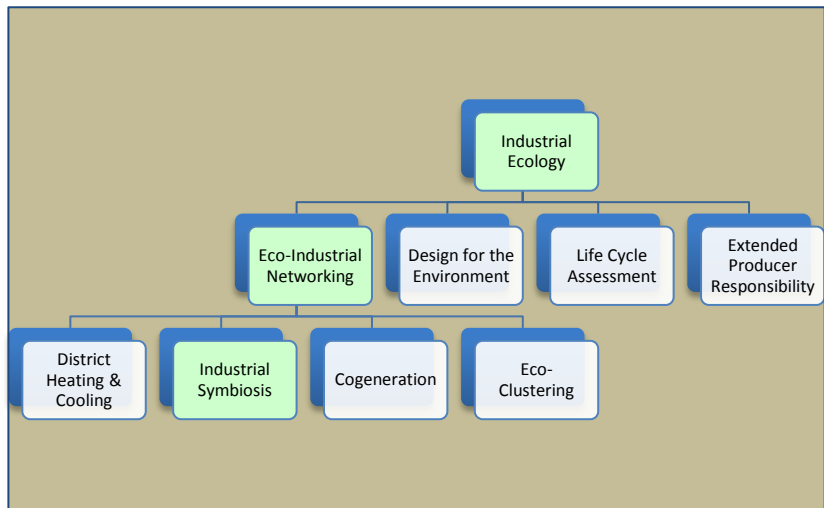 Industrial
Ecology
Eco-Industrial
Networking
Design for the
Environment
Life Cycle
Assessment
Extended
Producer
Responsibility
District
Heating &
Cooling
Industrial
Symbiosis
Cogeneration
Eco-
Clustering